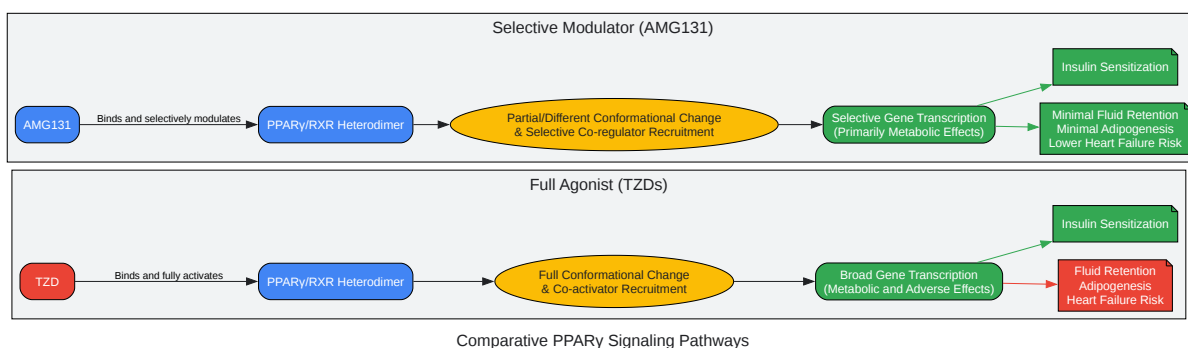 Selective Modulator (AMG131)
AMG131
Binds and selectively modulates
PPARγ/RXR Heterodimer
Partial/Different Conformational Change
& Selective Co-regulator Recruitment
Selective Gene Transcription
(Primarily Metabolic Effects)
Insulin Sensitization
Minimal Fluid Retention
Minimal Adipogenesis
Lower Heart Failure Risk
Full Agonist (TZDs)
TZD
Binds and fully activates
PPARγ/RXR Heterodimer
Full Conformational Change
& Co-activator Recruitment
Broad Gene Transcription
(Metabolic and Adverse Effects)
Insulin Sensitization
Fluid Retention
Adipogenesis
Heart Failure Risk
Comparative PPARγ Signaling Pathways